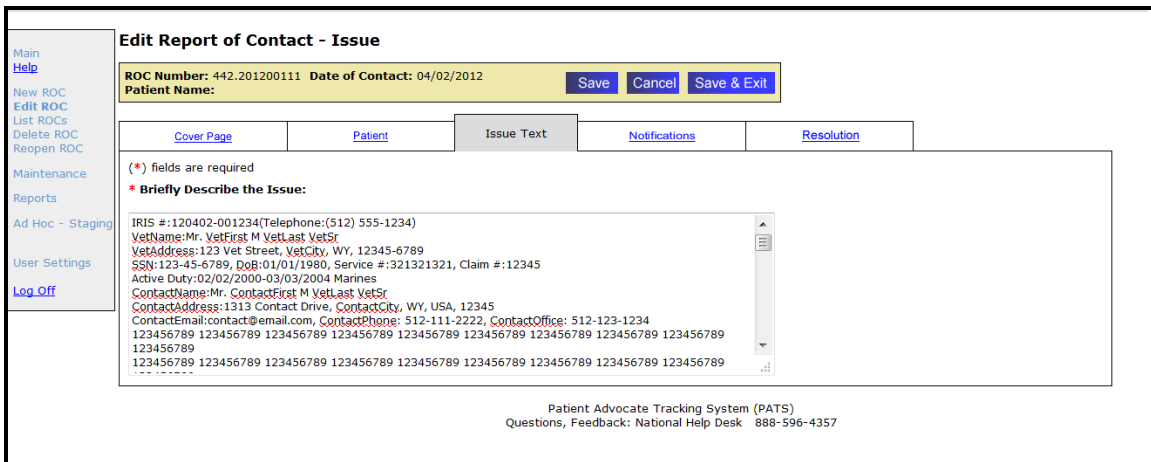 Main
Help
New ROC
Edit ROC
List ROCs
Delete ROC
Reopen ROC
Maintenance
Reports
Ad Hoc - Staging
User Settings
Log Off
Edit Report of Contact - Issue
ROC Number: 442.201200111 Date of Contact: 04/02/2012
Patient Name:
Save Cancel Save & Exit
Cover Page Patient Issue Text Notifications Resolution
(*) fields are required
* Briefly Describe the Issue:
IRIS #:120402-001234(Telephone:(512) 555-1234)
VetName:Mr. VetFirst M VetLast VetSr
VetAddress:123 Vet Street, VetCity, WY, 12345-6789
SSN:123-45-6789, DoB:01/01/1980, Service #:321321321, Claim #:12345
Active Duty:02/02/2000-03/03/2004 Marines
ContactName:Mr. ContactFirst M VetLast VetSr
ContactAddress:1313 Contact Drive, ContactCity, WY, USA, 12345
ContactEmail:contact@email.com, ContactPhone: 512-111-2222, ContactOffice: 512-123-1234
123456789 123456789 123456789 123456789 123456789 123456789 123456789 123456789 123456789
123456789
123456789 123456789 123456789 123456789 123456789 123456789 123456789 123456789 123456789
Patient Advocate Tracking System (PATS)
Questions, Feedback: National Help Desk 888-596-4357